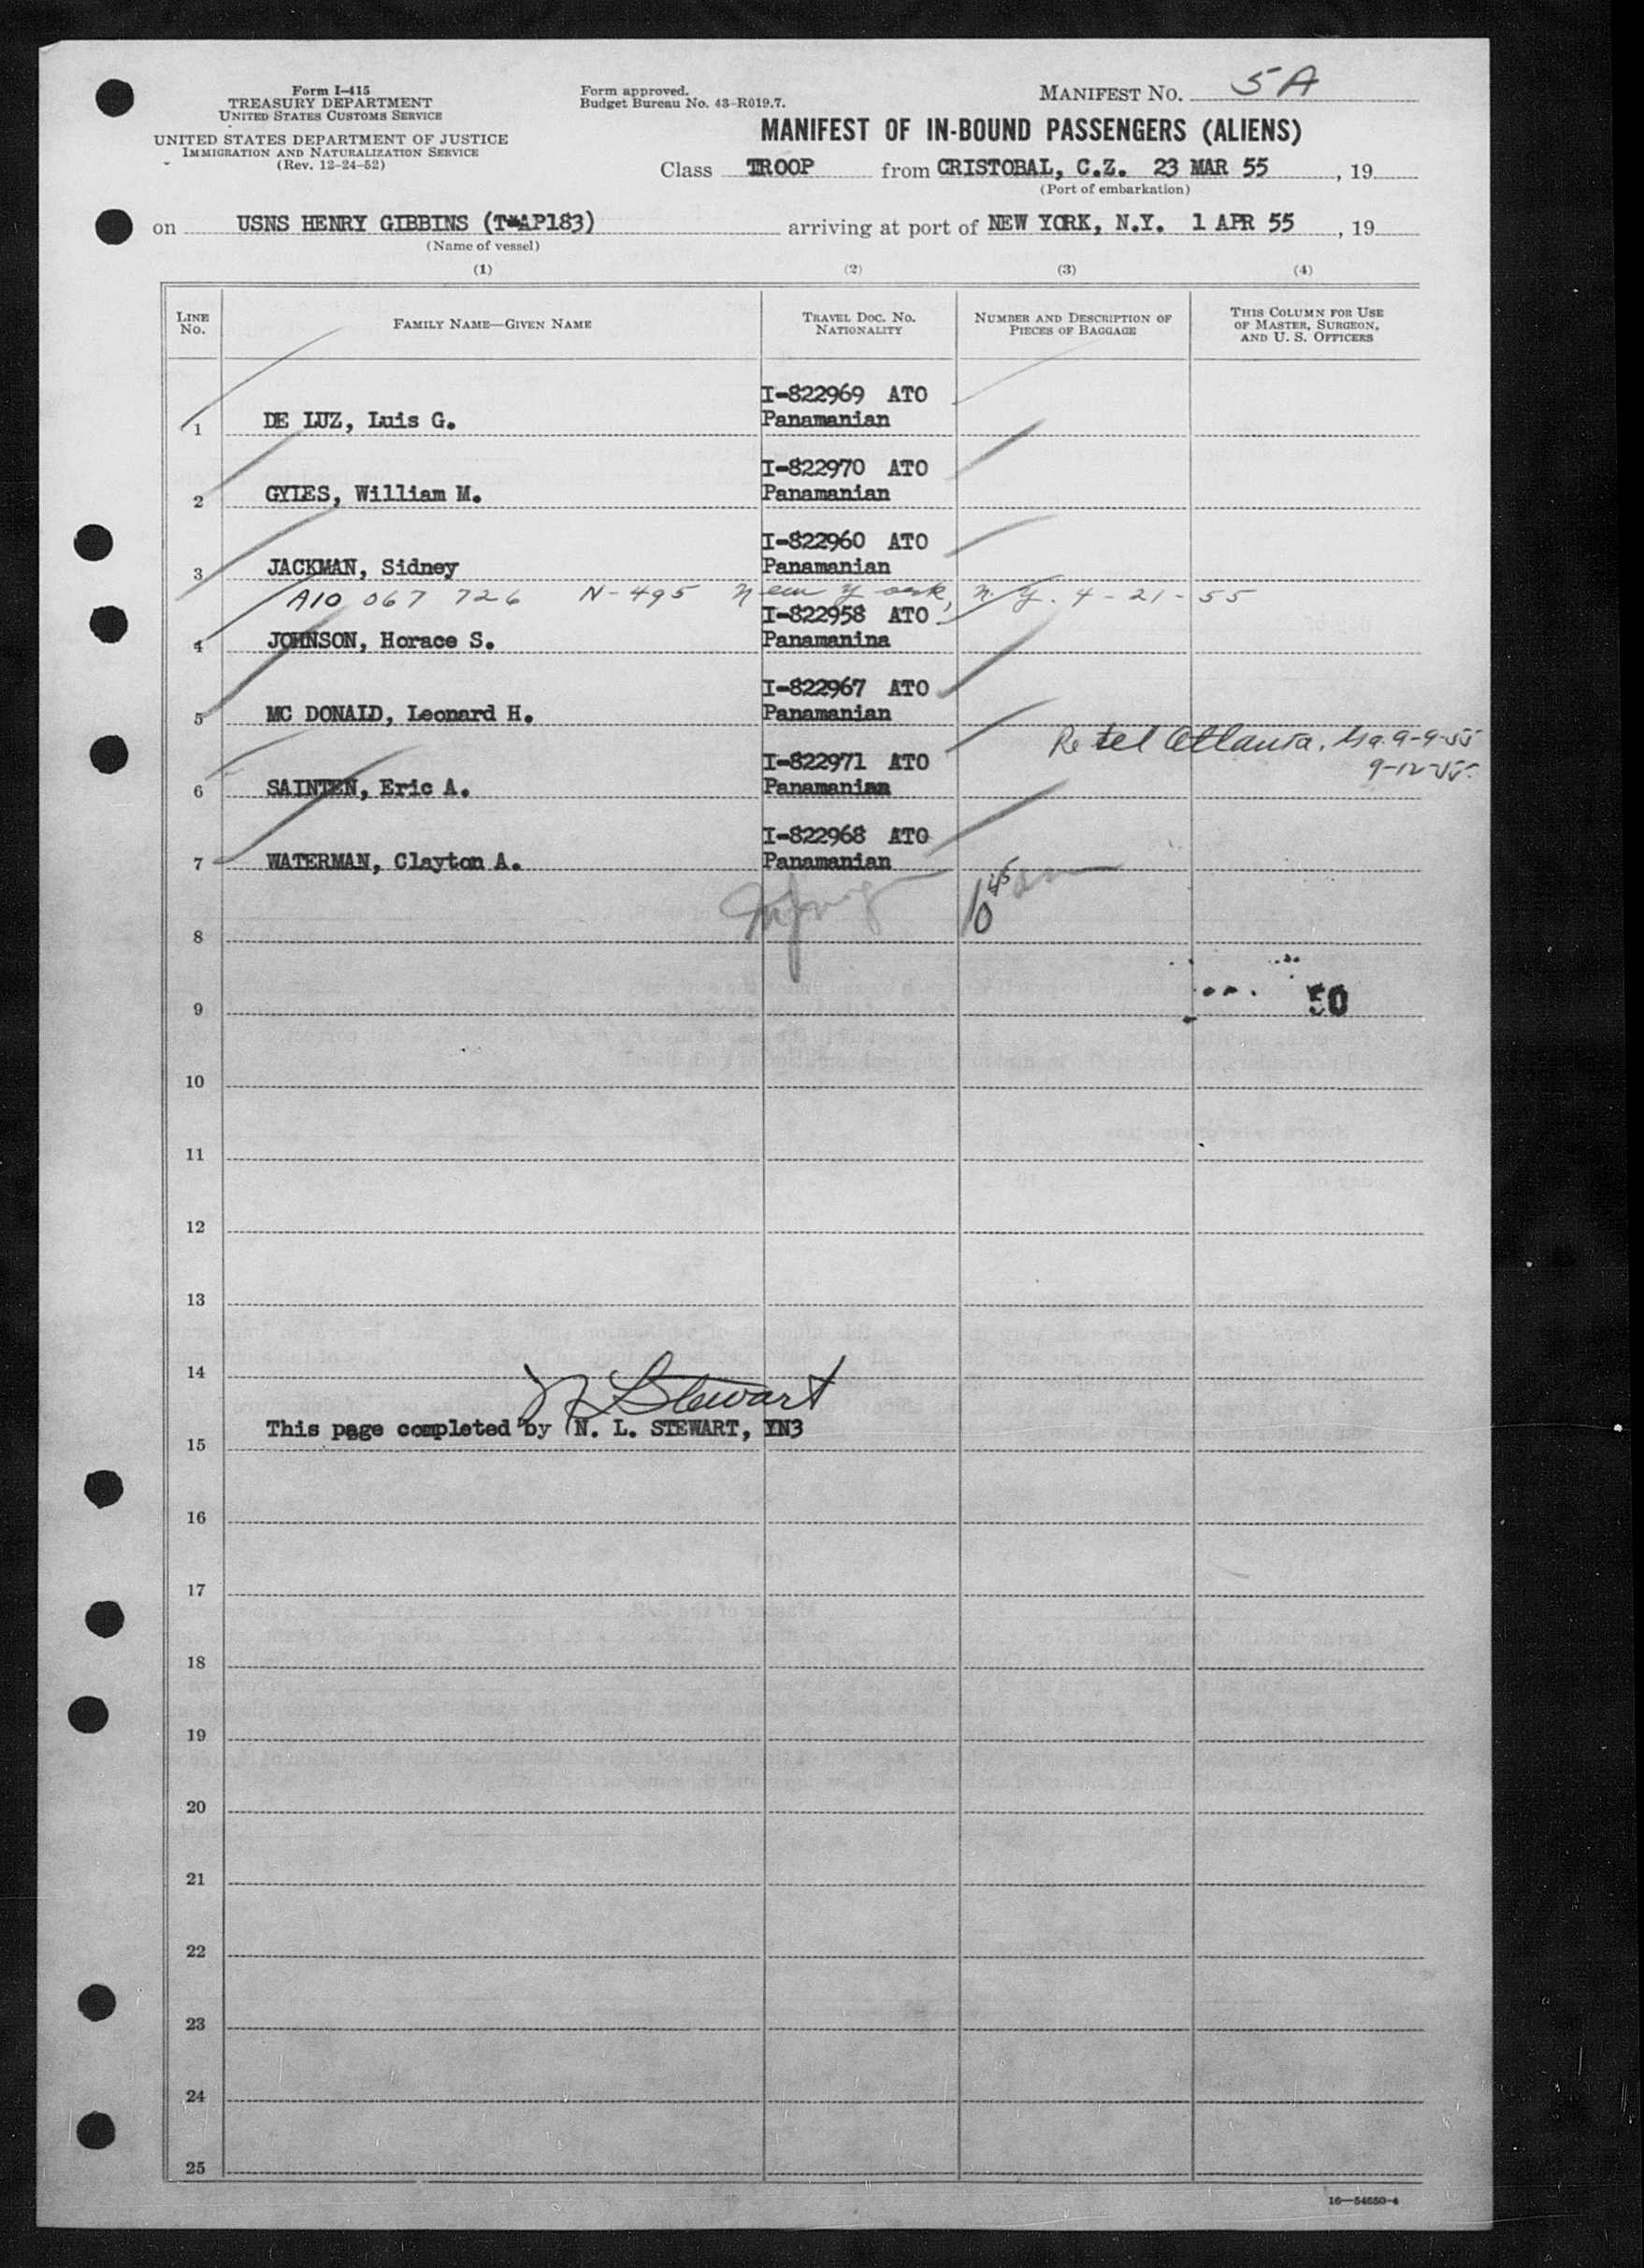 Form I-415
TREASURY DEPARTMENT
UNITED STATES CUSTOMS SERVICE
UNITED STATES DEPARTMENT OF JUSTICE
IMMIGRATION AND NATURALIZATION SERVICE
(Rev. 12-24-52)
Form approved.
Budget Bureau No. 43-R019.7.
MANIFEST NO. 5A
MANIFEST OF IN-BOUND PASSENGERS (ALIENS)
Class TROOP from CRISTOBAL, C.Z. 23 MAR 55, 19
(Port of embarkation)
on USNS HENRY GIBBINS (T-AP183) arriving at port of NEW YORK, N.Y. 1 APR 55, 19
(Name of vessel)
(1) (2) (3) (4)
LINE NO. FAMILY NAME—GIVEN NAME TRAVEL DOC. NO. NATIONALITY NUMBER AND DESCRIPTION OF PIECES OF BAGGAGE THIS COLUMN FOR USE OF MASTER, SURGEON, AND U. S. OFFICERS
I-822969 ATO
1 DE LUZ, Luis G. Panamanian
I-822970 ATO
2 GYLES, William M. Panamanian
I-822960 ATO
3 JACKMAN, Sidney Panamanian
A10 067 726 N-495 New York, N.Y. 4-21-55
I-822958 ATO
4 JOHNSON, Horace S. Panamanina
I-822967 ATO
5 MC DONALD, Leonard H. Panamanian
Re tel Atlanta, Ga. 9-9-55
9-12-55
I-822971 ATO
6 SAINTEN, Eric A. Panamanian
I-822968 ATO
7 WATERMAN, Clayton A. Panamanian
10 45 am
8
9 50
10
11
12
13
14
N L Stewart
This page completed by N. L. STEWART, YN3
15
16
17
18
19
20
21
22
23
24
25
16—54650-4